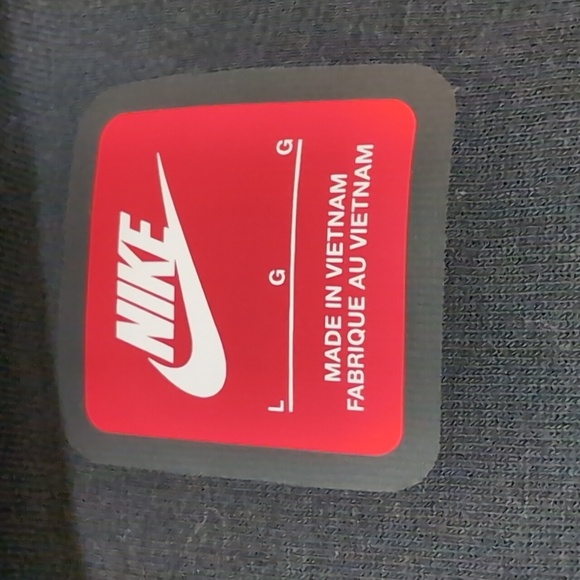 NIKE
L G G
MADE IN VIETNAM
FABRIQUE AU VIETNAM